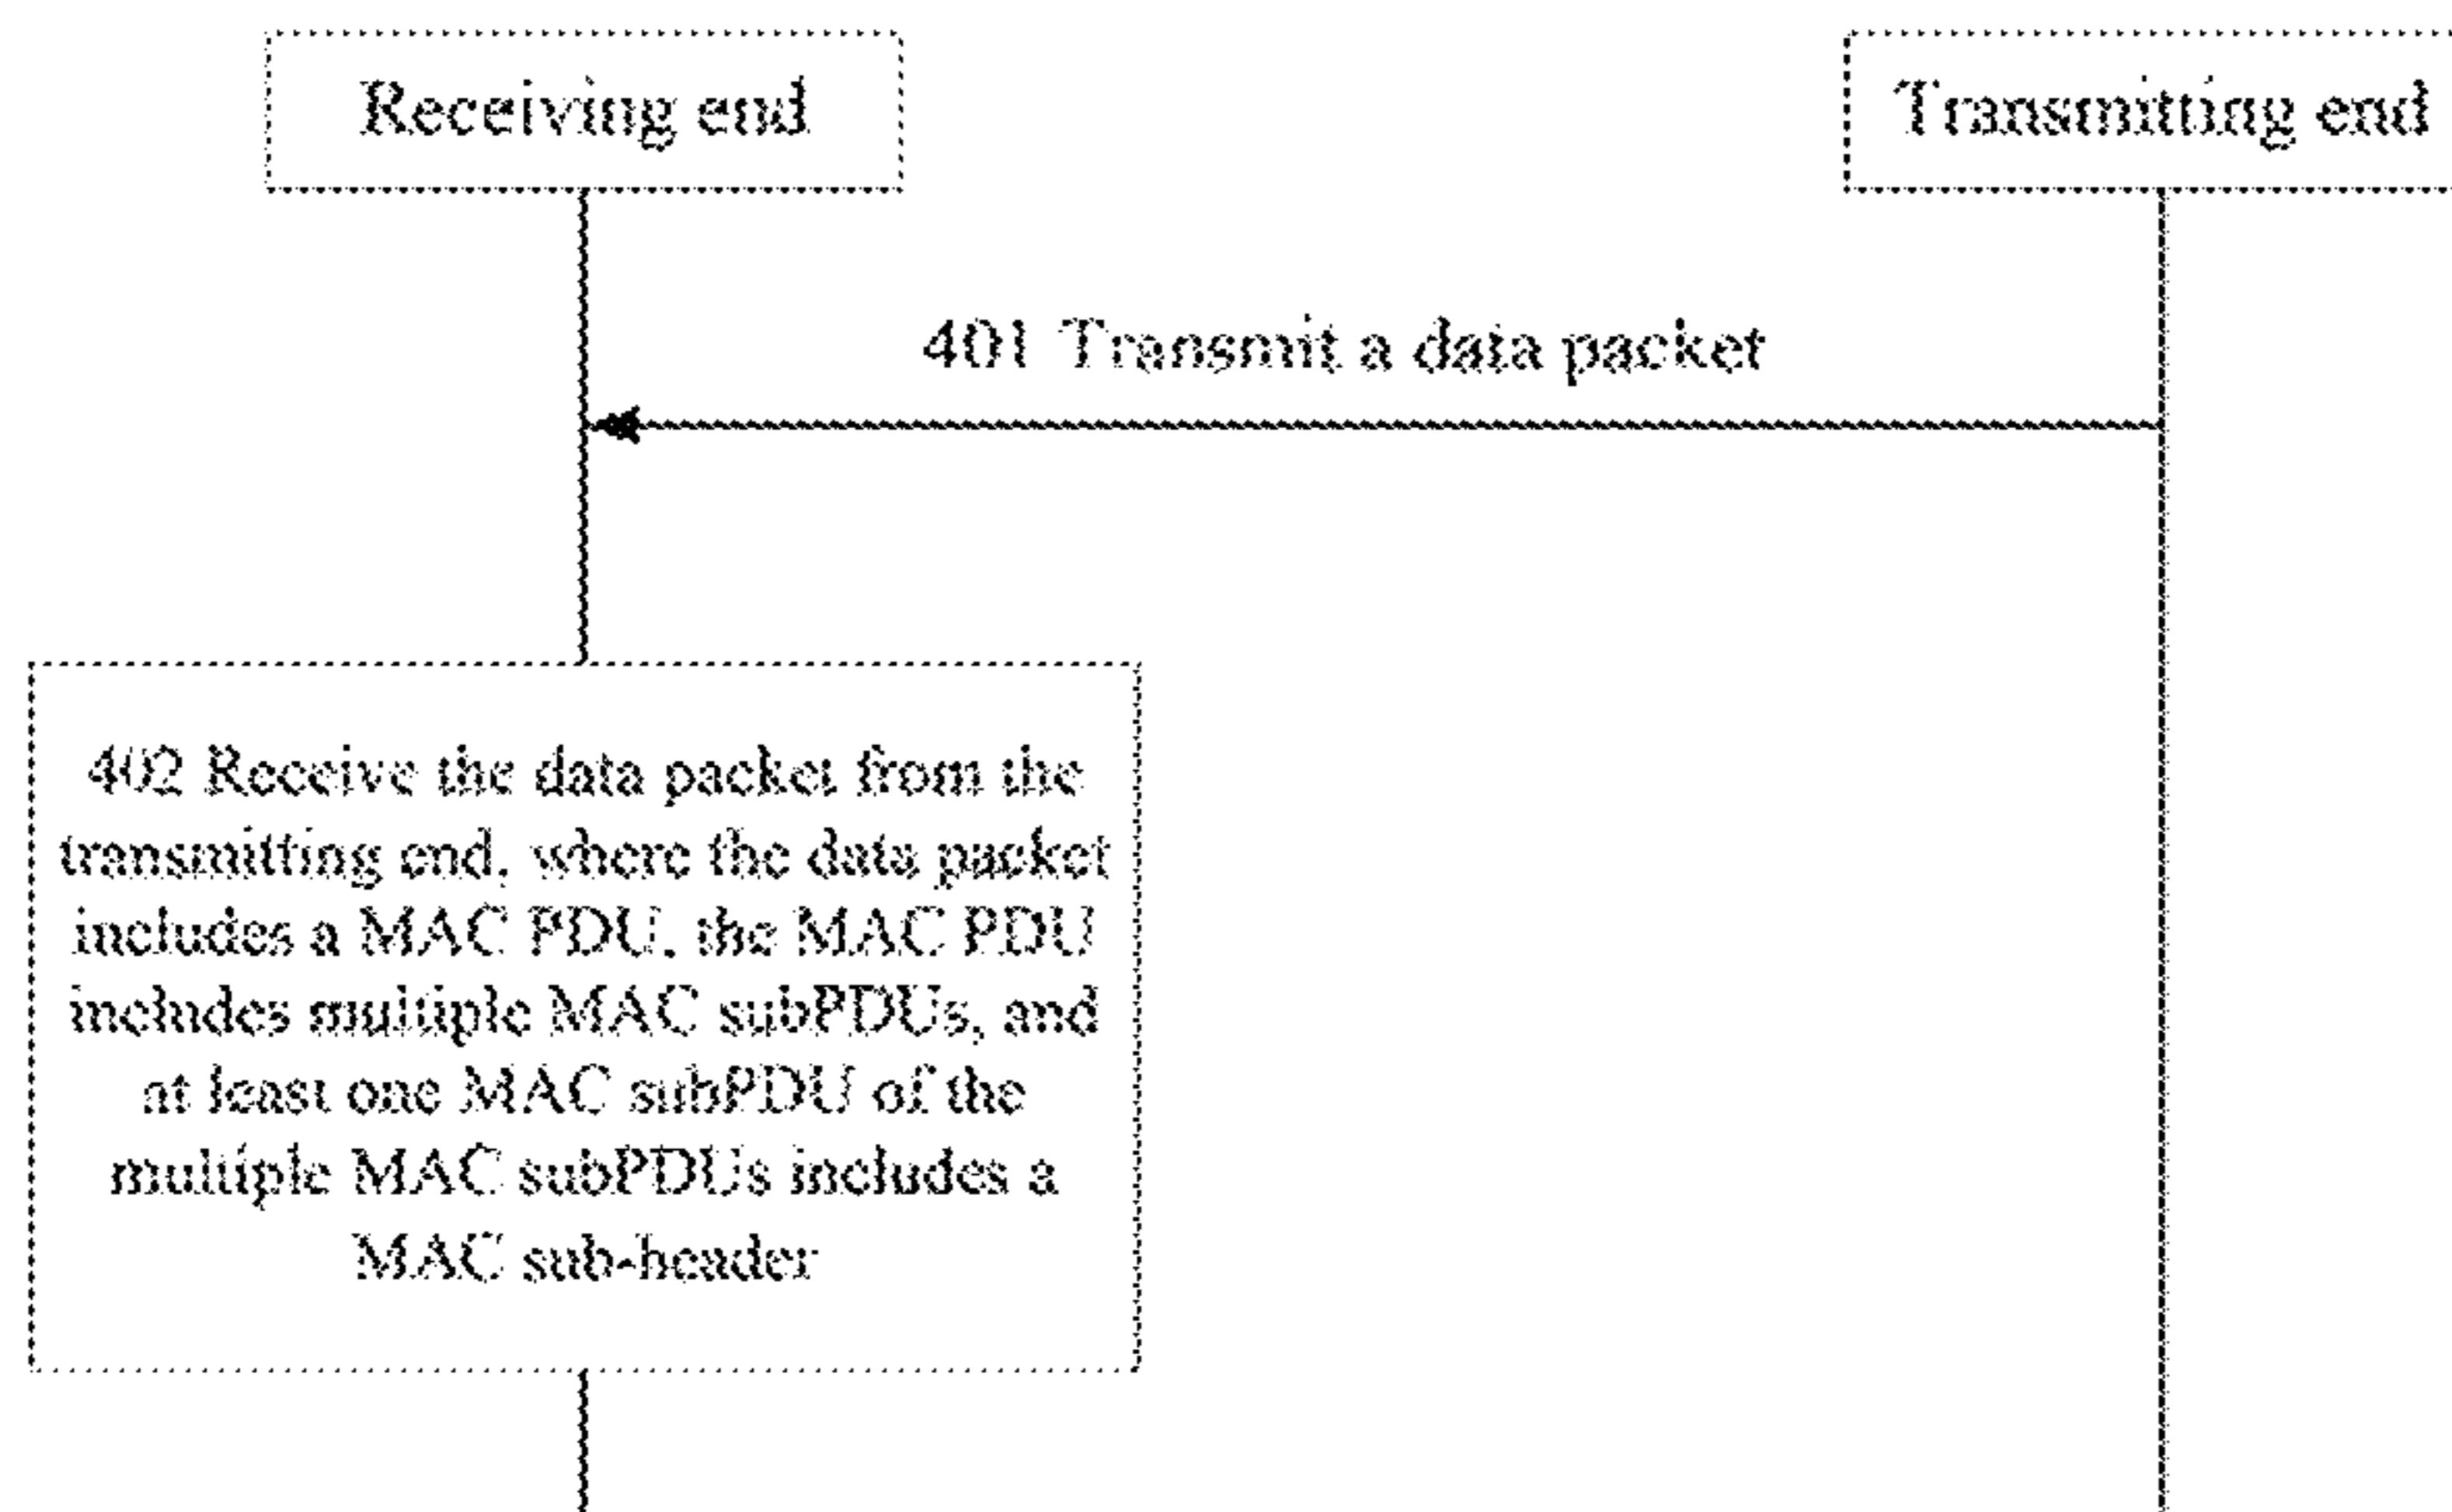 Receiving end
Transmitting end
401 Transmit a data packet
402 Receive the data packet from the
transmitting end, where the data packet
includes a MAC PDU, the MAC PDU
includes multiple MAC subPDUs, and
at least one MAC subPDU of the
multiple MAC subPDUs includes a
MAC sub-header